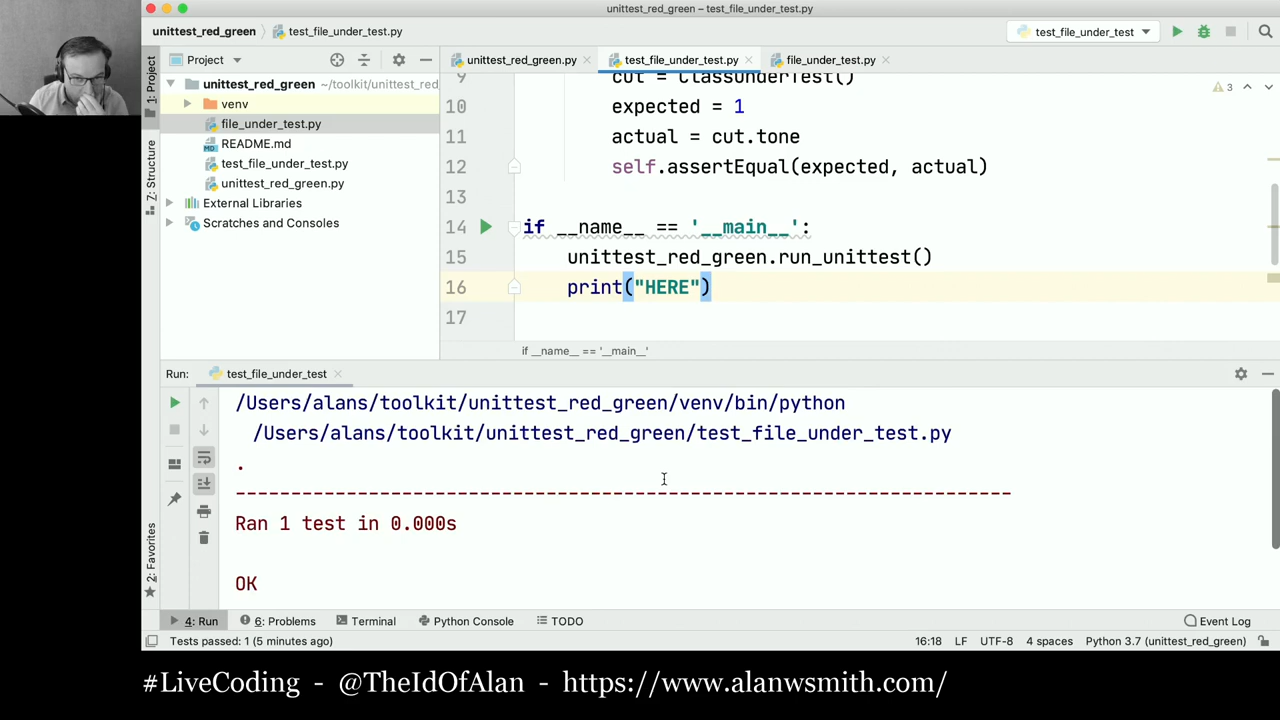 unittest_red_green – test_file_under_test.py
unittest_red_green
test_file_under_test.py
test_file_under_test
1: Project
Project
unittest_red_green.py
test_file_under_test.py
file_under_test.py
unittest_red_green ~/toolkit/unittest_red
venv
file_under_test.py
README.md
test_file_under_test.py
unittest_red_green.py
External Libraries
Scratches and Consoles
Z: Structure
9 cut = ClassUnderTest()
3
10 expected = 1
11 actual = cut.tone
12 self.assertEqual(expected, actual)
13
14 if __name__ == '__main__':
15 unittest_red_green.run_unittest()
16 print("HERE")
17
if __name__ == '__main__'
Run: test_file_under_test
/Users/alans/toolkit/unittest_red_green/venv/bin/python
/Users/alans/toolkit/unittest_red_green/test_file_under_test.py
.
----------------------------------------------------------------------
Ran 1 test in 0.000s
OK
2: Favorites
4: Run
6: Problems
Terminal
Python Console
TODO
Event Log
Tests passed: 1 (5 minutes ago)
16:18 LF UTF-8 4 spaces Python 3.7 (unittest_red_green)
#LiveCoding - @TheIdOfAlan - https://www.alanwsmith.com/